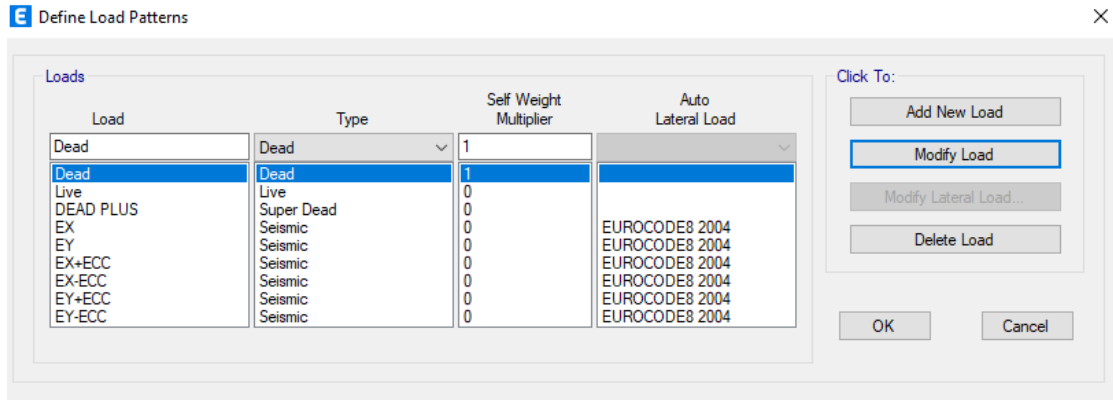 E Define Load Patterns
Loads
Click To:
Load Type Self Weight Multiplier Auto Lateral Load
Dead Dead 1
Dead Dead 1
Live Live 0
DEAD PLUS Super Dead 0
EX Seismic 0 EUROCODE8 2004
EY Seismic 0 EUROCODE8 2004
EX+ECC Seismic 0 EUROCODE8 2004
EX-ECC Seismic 0 EUROCODE8 2004
EY+ECC Seismic 0 EUROCODE8 2004
EY-ECC Seismic 0 EUROCODE8 2004
Add New Load
Modify Load
Modify Lateral Load...
Delete Load
OK Cancel